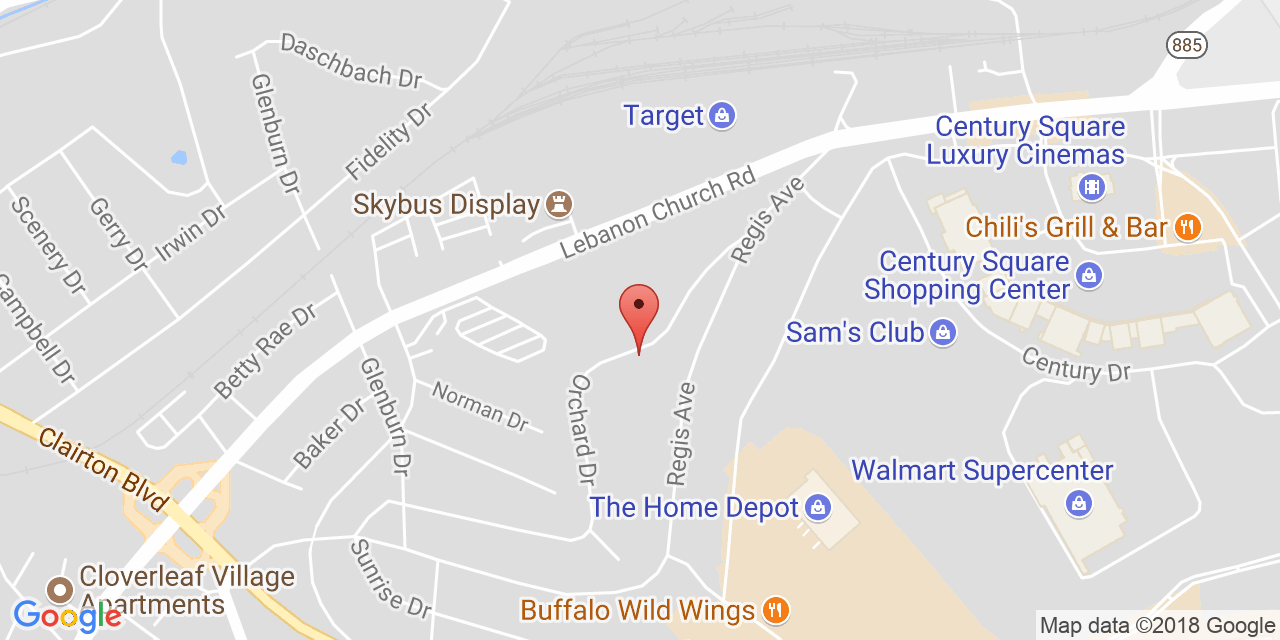 Daschbach Dr
885
Glenburn Dr
Fidelity Dr
Target
Century Square
Luxury Cinemas
Lebanon Church Rd
Regis Ave
Skybus Display
Scenery Dr
Gerry Dr
Irwin Dr
Chili's Grill & Bar
Century Square
Shopping Center
Campbell Dr
Betty Rae Dr
Sam's Club
Century Dr
Glenburn Dr
Norman Dr
Orchard Dr
Regis Ave
Baker Dr
Clairton Blvd
Walmart Supercenter
The Home Depot
Sunrise Dr
Cloverleaf Village
Apartments
Buffalo Wild Wings
Google
Map data ©2018 Google